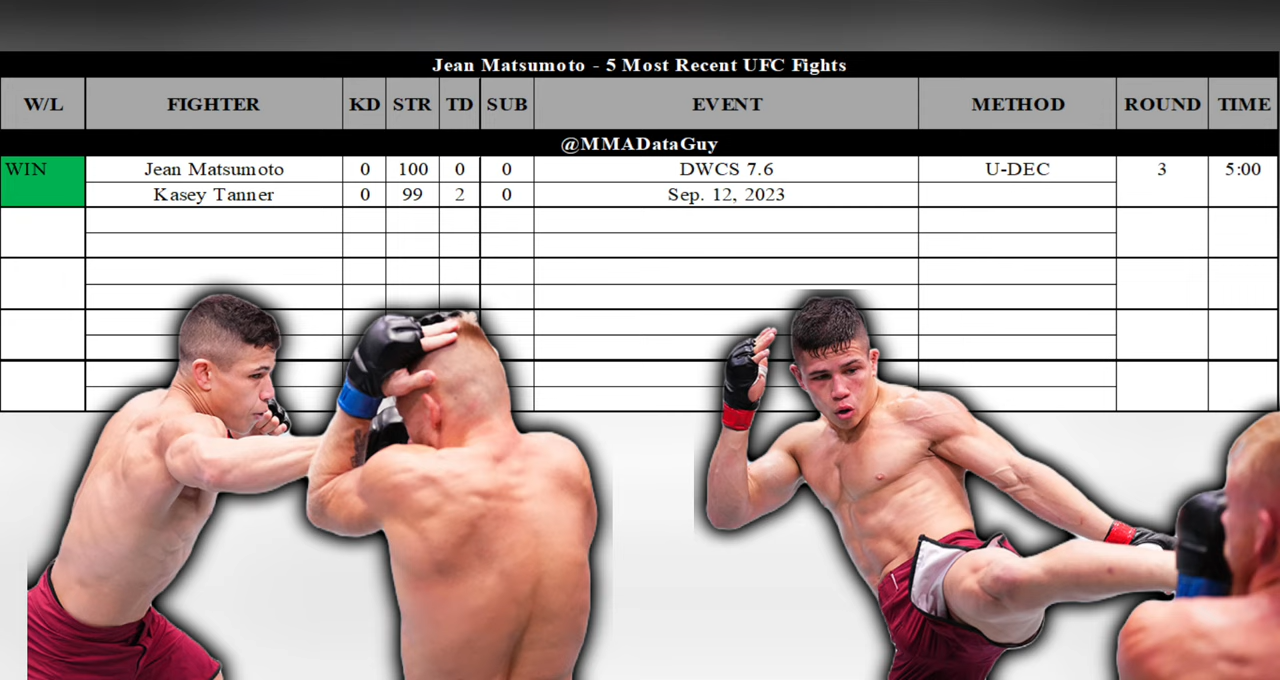 Jean Matsumoto - 5 Most Recent UFC Fights
W/L FIGHTER KD STR TD SUB EVENT METHOD ROUND TIME
@MMADataGuy
WIN Jean Matsumoto 0 100 0 0 DWCS 7.6 U-DEC 3 5:00
Kasey Tanner 0 99 2 0 Sep. 12, 2023